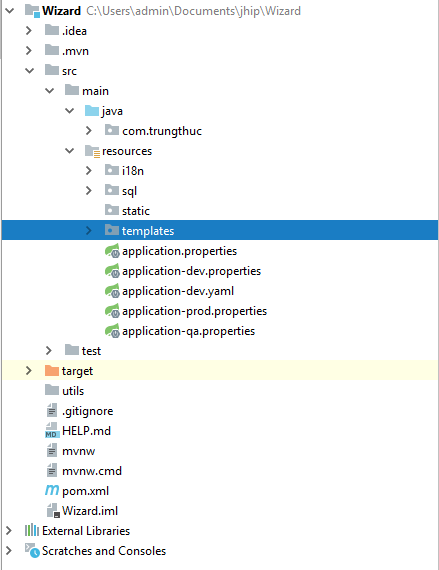 Wizard C:\Users\admin\Documents\jhip\Wizard
.idea
.mvn
src
main
java
com.trungthuc
resources
i18n
sql
static
templates
application.properties
application-dev.properties
application-dev.yaml
application-prod.properties
application-qa.properties
test
target
utils
.gitignore
MD HELP.md
mvnw
mvnw.cmd
m pom.xml
Wizard.iml
External Libraries
Scratches and Consoles